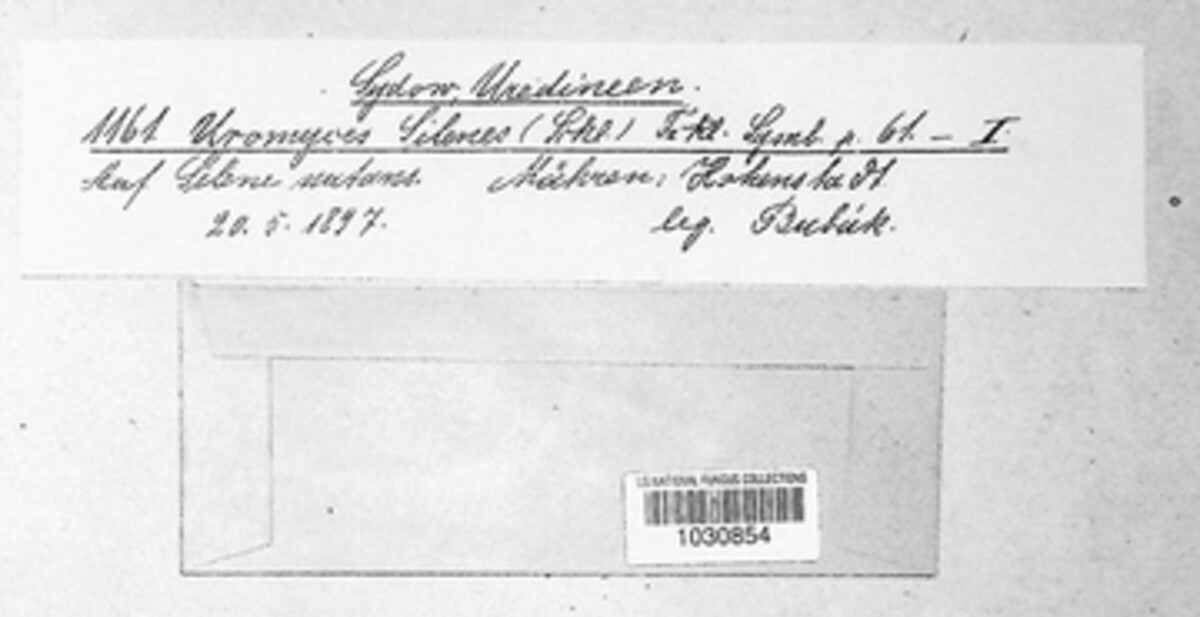 Sydow, Uredineen.
1161 Uromyces Silenes (Schl.) Fckl. Symb. p. 61. — I.
Auf Silene nutans. Mähren: Hohenstadt
20. 5. 1897. leg. Bubák.
U.S. NATIONAL FUNGUS COLLECTIONS
1030854